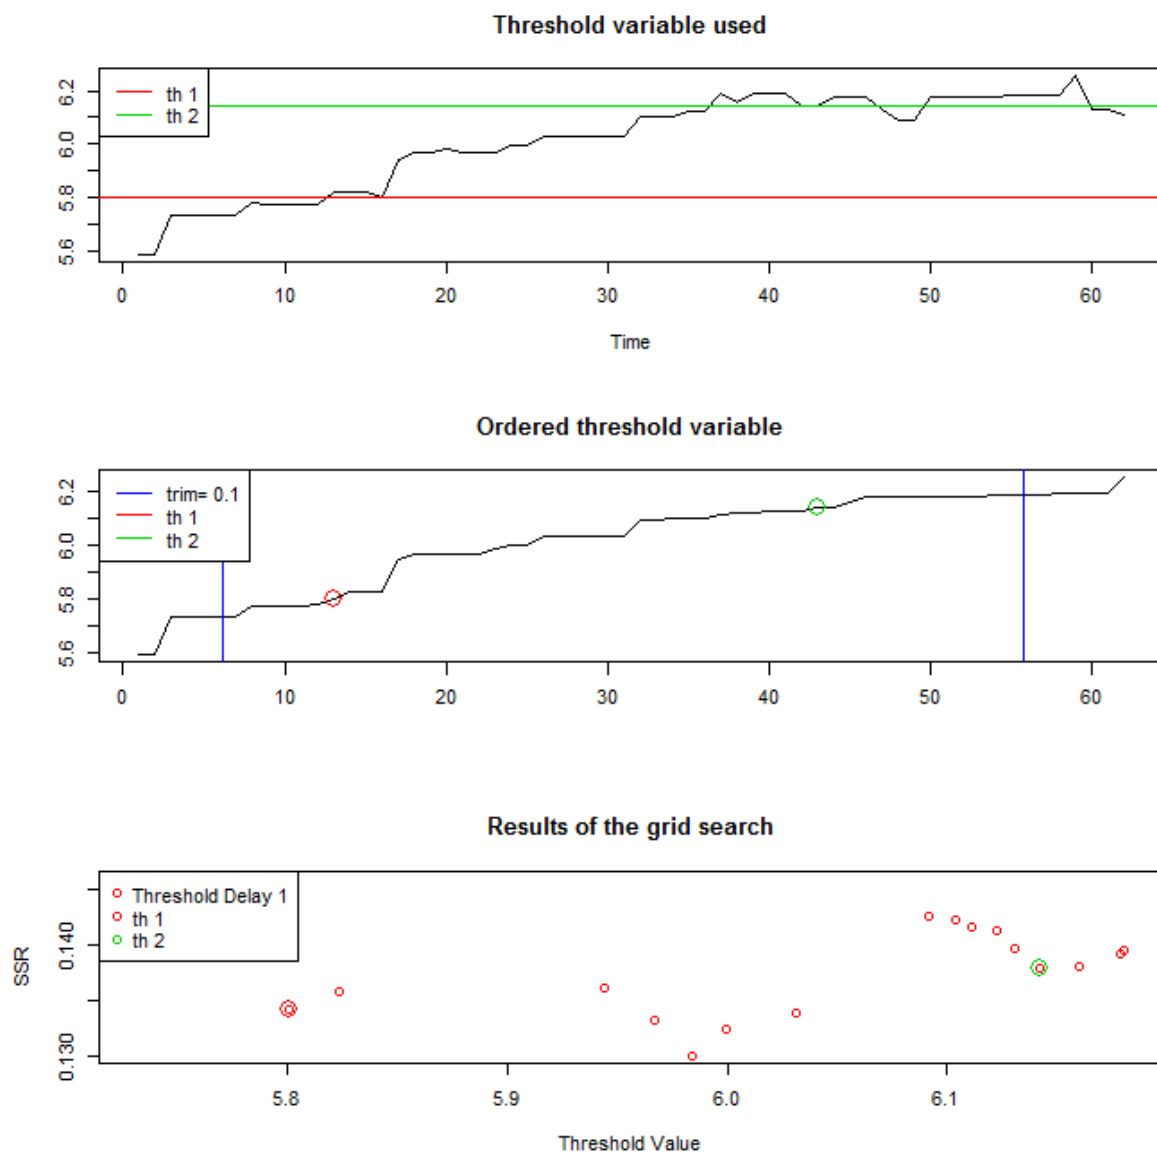 Threshold variable used
th 1
th 2
5.6
5.8
6.0
6.2
0
10
20
30
40
50
60
Time
Ordered threshold variable
trim= 0.1
th 1
th 2
5.6
5.8
6.0
6.2
0
10
20
30
40
50
60
Results of the grid search
Threshold Delay 1
th 1
th 2
SSR
0.130
0.140
5.8
5.9
6.0
6.1
Threshold Value